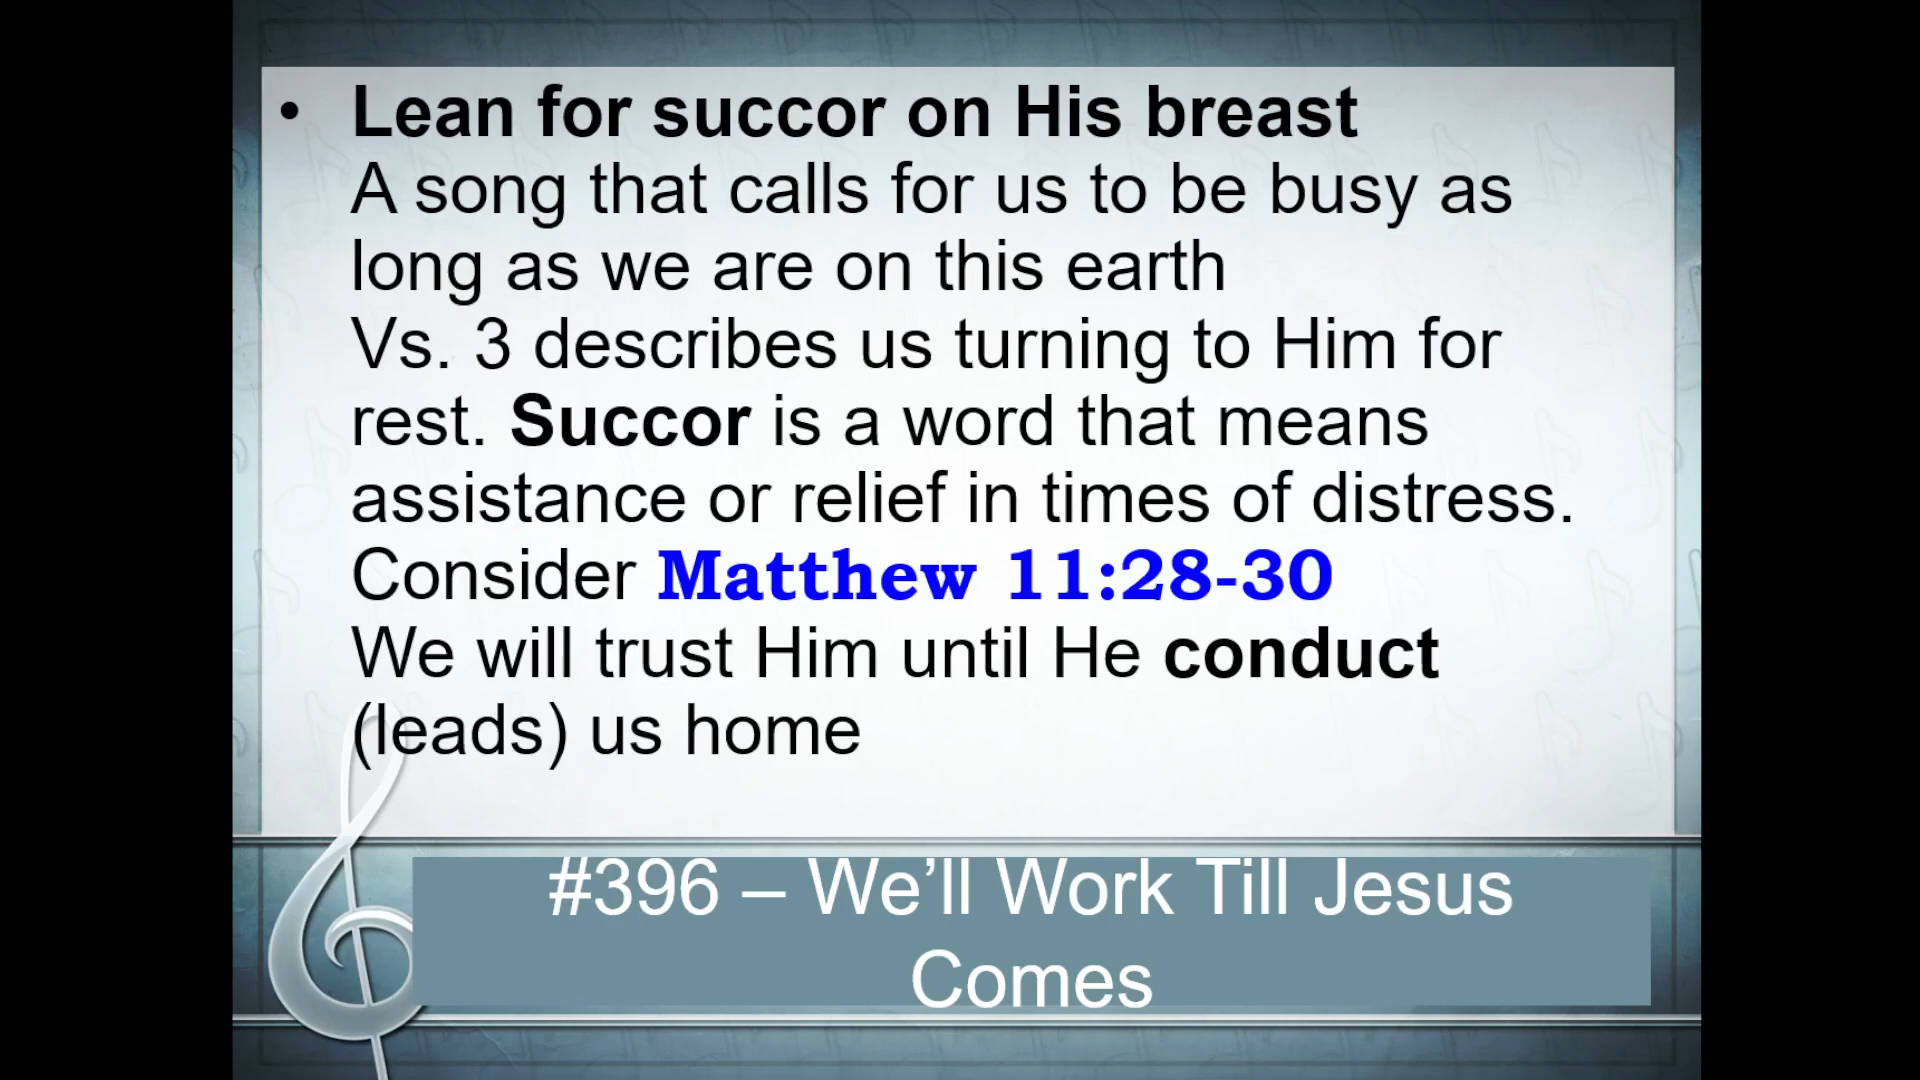 • Lean for succor on His breast
A song that calls for us to be busy as
long as we are on this earth
Vs. 3 describes us turning to Him for
rest. Succor is a word that means
assistance or relief in times of distress.
Consider Matthew 11:28-30
We will trust Him until He conduct
(leads) us home
#396 – We’ll Work Till Jesus
Comes